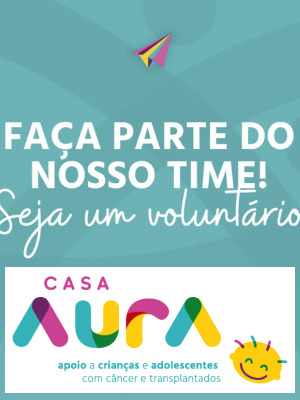 FAÇA PARTE DO
NOSSO TIME!
Seja um voluntário
CASA
AURA
apoio a crianças e adolescentes
com câncer e transplantados